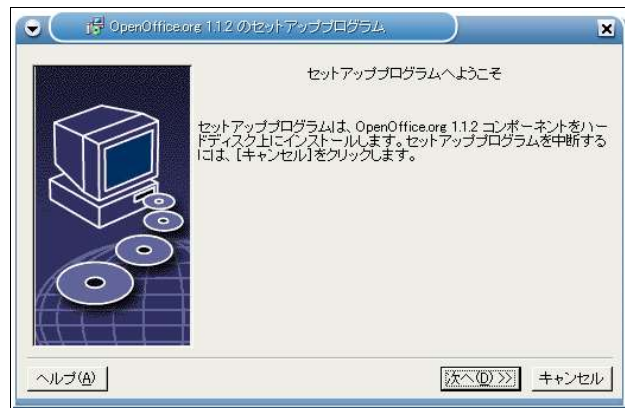 OpenOffice.org 1.1.2 のセットアッププログラム
セットアッププログラムへようこそ
セットアッププログラムは、OpenOffice.org 1.1.2 コンポーネントをハー
ドディスク上にインストールします。セットアッププログラムを中断する
には、[キャンセル]をクリックします。
ヘルプ(A)
次へ(D) >>
キャンセル